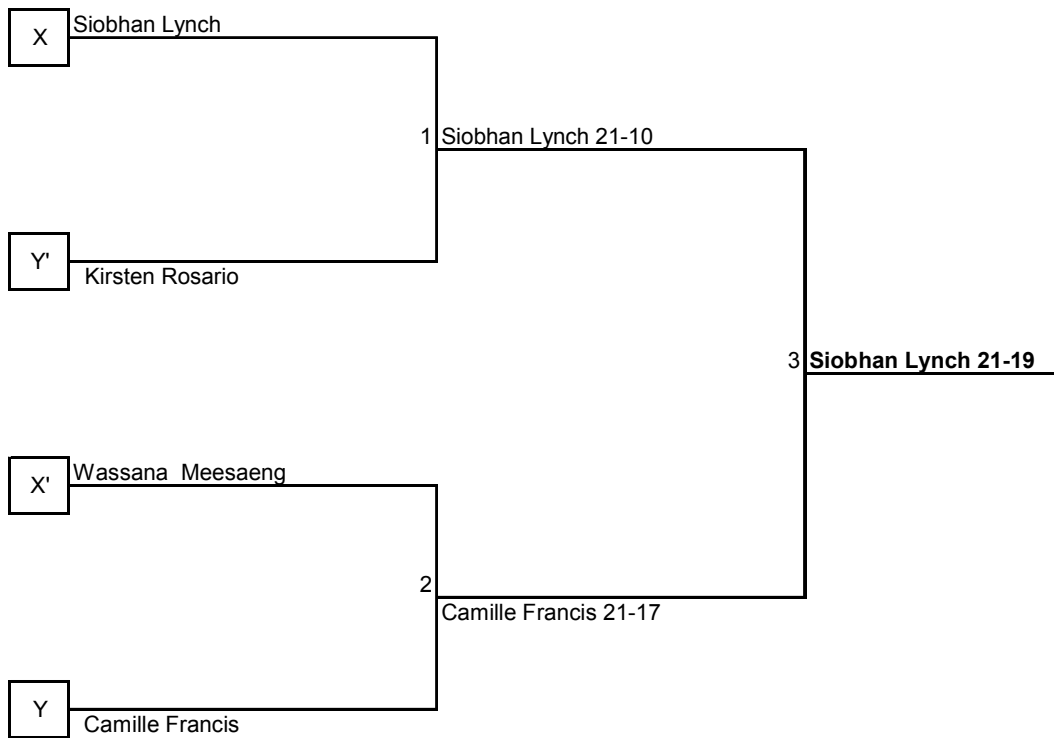 X
Siobhan Lynch
1
Siobhan Lynch 21-10
Y'
Kirsten Rosario
3
Siobhan Lynch 21-19
X'
Wassana  Meesaeng
2
Camille Francis 21-17
Y
Camille Francis